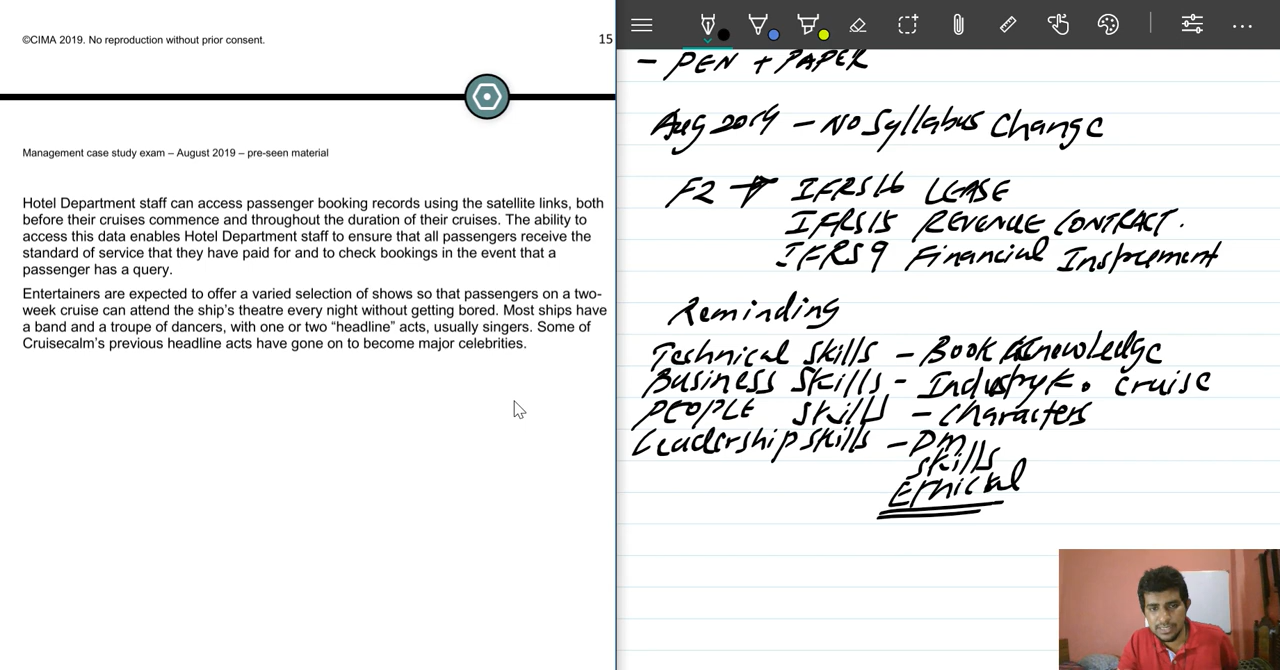 ©CIMA 2019. No reproduction without prior consent.
15
Management case study exam – August 2019 – pre-seen material
Hotel Department staff can access passenger booking records using the satellite links, both
before their cruises commence and throughout the duration of their cruises. The ability to
access this data enables Hotel Department staff to ensure that all passengers receive the
standard of service that they have paid for and to check bookings in the event that a
passenger has a query.
Entertainers are expected to offer a varied selection of shows so that passengers on a two-
week cruise can attend the ship's theatre every night without getting bored. Most ships have
a band and a troupe of dancers, with one or two “headline” acts, usually singers. Some of
Cruisecalm's previous headline acts have gone on to become major celebrities.
- PEN + PAPER
Aug 2019 - No Syllabus Change
F2 → IFRS16 LEASE
IFRS15 REVENUE CONTRACT.
IFRS 9 Financial Instrument
Reminding
Technical skills - Book Knowledge
Business skills - Industry K. cruise
PEOPLE skills - Characters
Leadership skills - DM
skills
Ethical